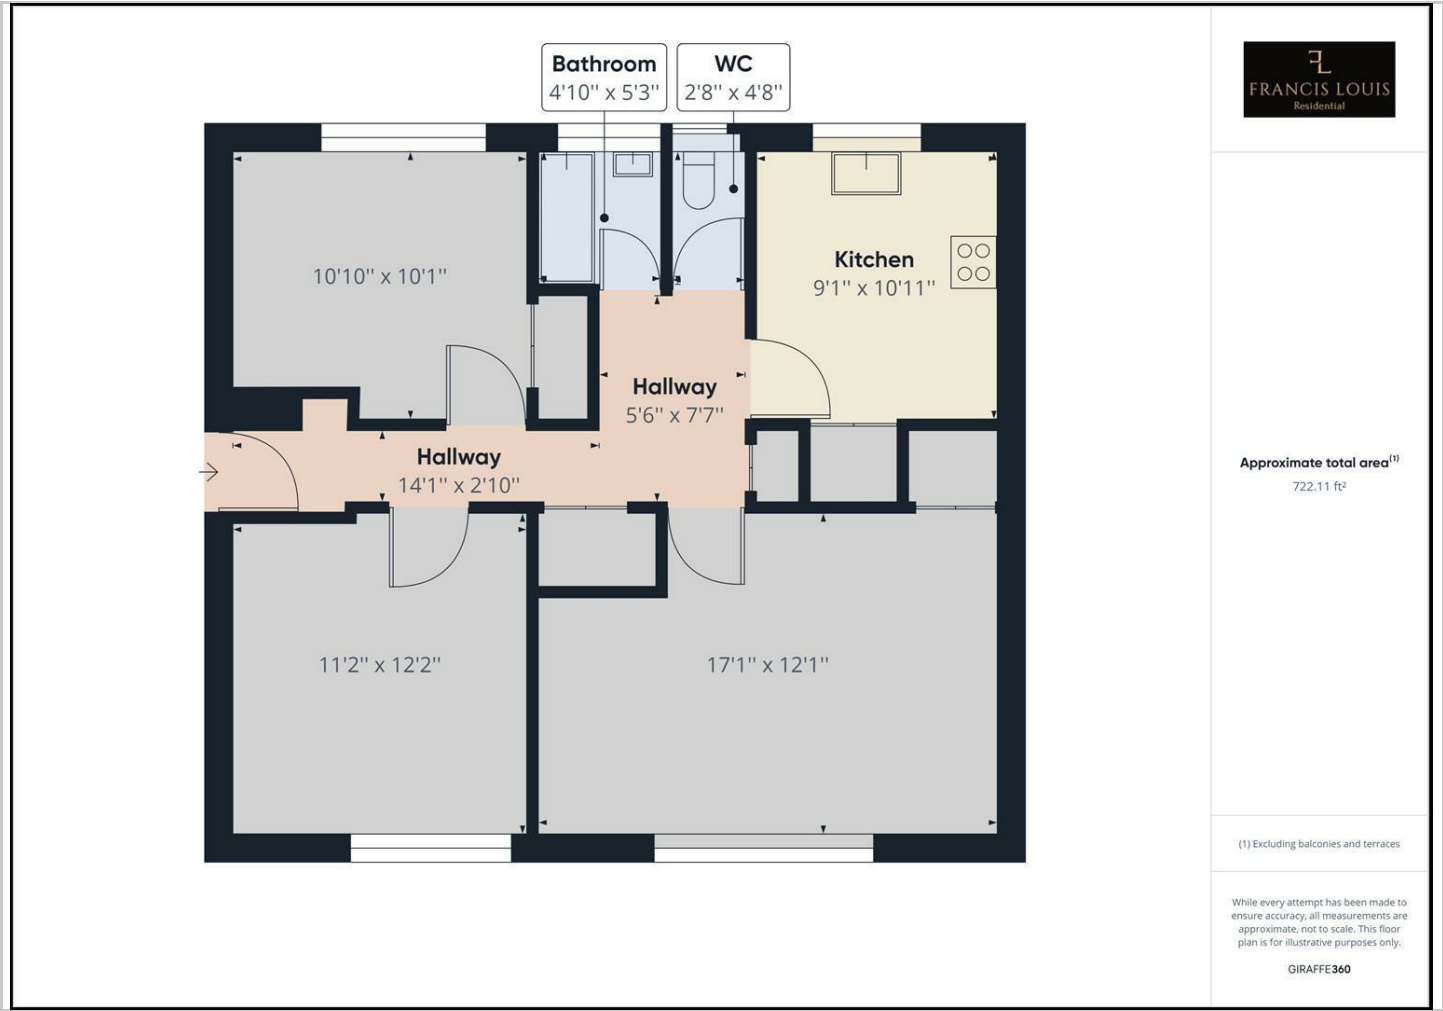 Bathroom
4'10'' x 5'3''
WC
2'8'' x 4'8''
10'10'' x 10'1''
Kitchen
9'1'' x 10'11''
Hallway
5'6'' x 7'7''
Hallway
14'1'' x 2'10''
11'2'' x 12'2''
17'1'' x 12'1''
FL
FRANCIS LOUIS
Residential
Approximate total area(1)
722.11 ft²
(1) Excluding balconies and terraces
While every attempt has been made to
ensure accuracy, all measurements are
approximate, not to scale. This floor
plan is for illustrative purposes only.
GIRAFFE360